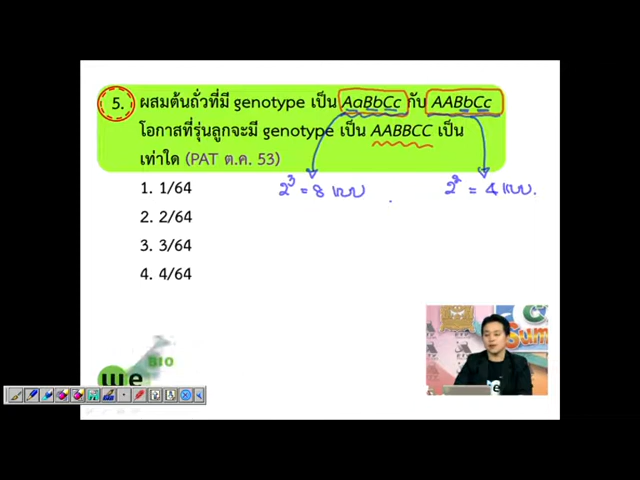 5. ผสมต้นถั่วที่มี genotype เป็น AaBbCc กับ AABbCc
โอกาสที่รุ่นลูกจะมี genotype เป็น AABBCC เป็น
เท่าใด (PAT ต.ค. 53)
1. 1/64
2³ = 8 แบบ
2² = 4 แบบ.
2. 2/64
3. 3/64
4. 4/64
BIO
we